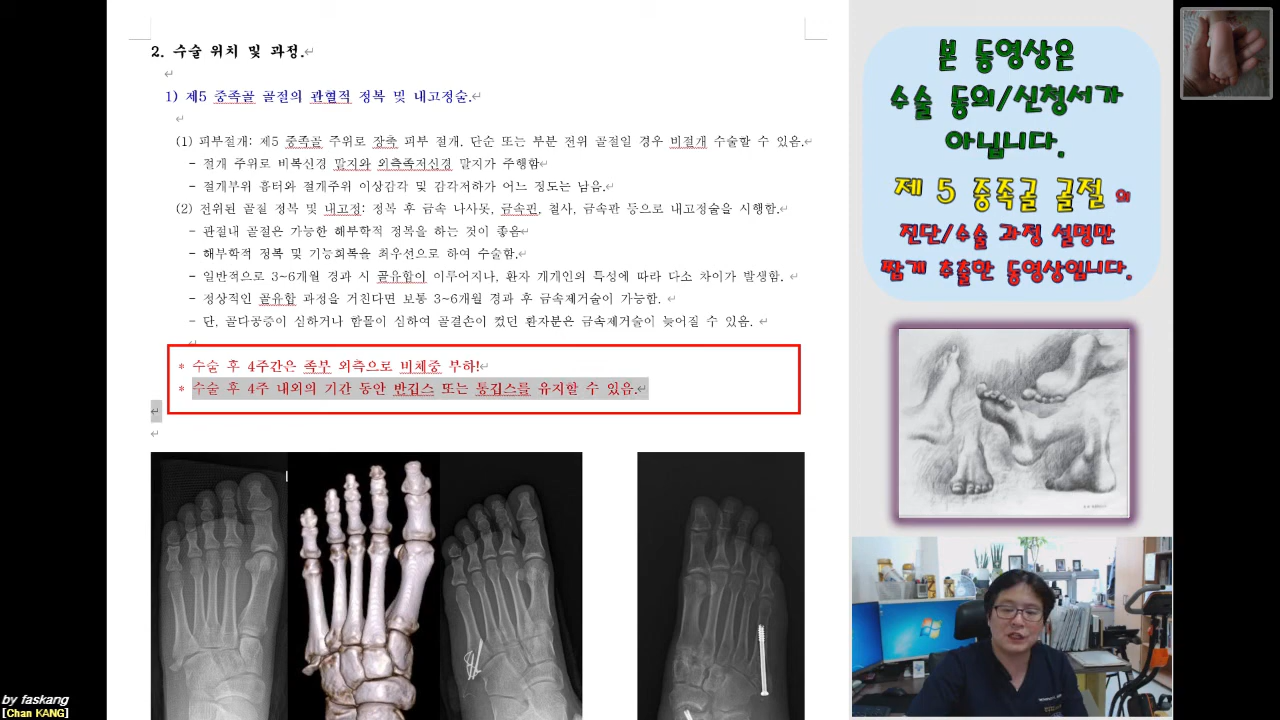 2. 수술 위치 및 과정.
1) 제5 중족골 골절의 관혈적 정복 및 내고정술.
(1) 피부절개: 제5 중족골 주위로 장축 피부 절개, 단순 또는 부분 전위 골절일 경우 비절개 수술할 수 있음.
- 절개 주위로 비복신경 말지와 외측족저신경 말지가 주행함
- 절개부위 흉터와 절개주위 이상감각 및 감각저하가 어느 정도는 남음.
(2) 전위된 골절 정복 및 내고정: 정복 후 금속 나사못, 금속핀, 철사, 금속판 등으로 내고정술을 시행함.
- 관절내 골절은 가능한 해부학적 정복을 하는 것이 좋음
- 해부학적 정복 및 기능회복을 최우선으로 하여 수술함.
- 일반적으로 3~6개월 경과 시 골유합이 이루어지나, 환자 개개인의 특성에 따라 다소 차이가 발생함.
- 정상적인 골유합 과정을 거친다면 보통 3~6개월 경과 후 금속제거술이 가능함.
- 단, 골다공증이 심하거나 함몰이 심하여 골결손이 컸던 환자분은 금속제거술이 늦어질 수 있음.
* 수술 후 4주간은 족부 외측으로 비체중 부하!
* 수술 후 4주 내외의 기간 동안 반깁스 또는 통깁스를 유지할 수 있음.
본 동영상은
수술 동의/신청서가
아닙니다.
제 5 중족골 골절 의
진단/수술 과정 설명만
짧게 추출한 동영상입니다.
by faskang
[Chan KANG]